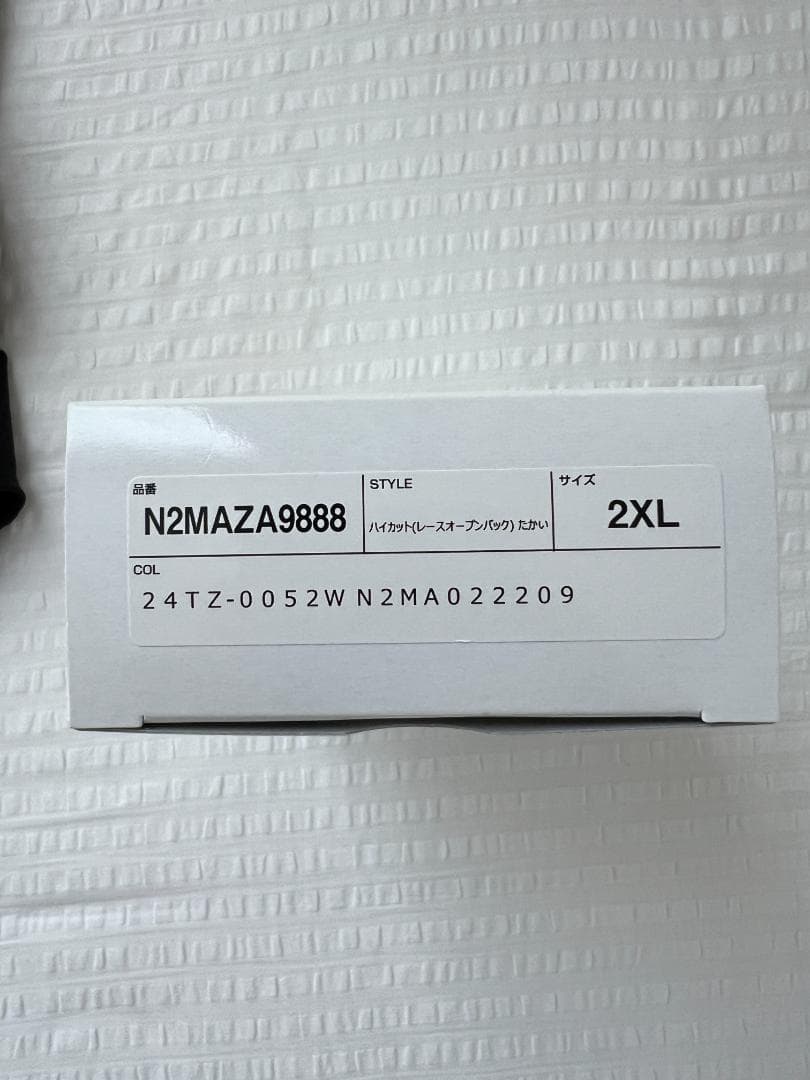 品番
N2MAZA9888
STYLE
ハイカット(レースオープンバック) たかい
サイズ
2XL
COL
24TZ-0052W N2MA022209